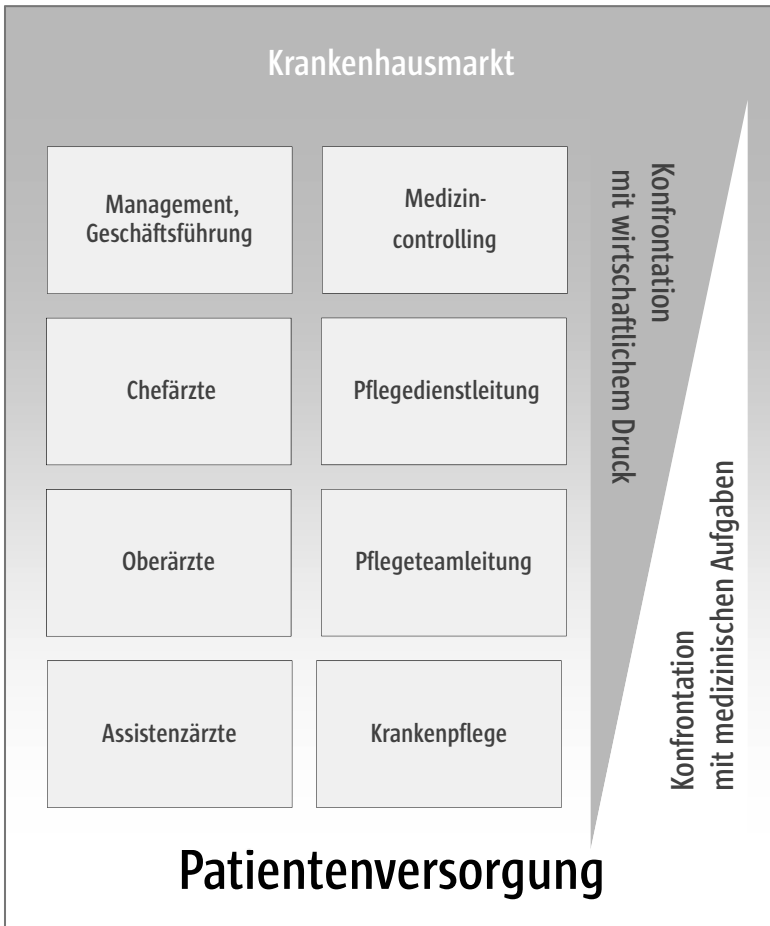 Krankenhausmarkt
Management,
Geschäftsführung
Medizin-
controlling
Chefärzte
Pflegedienstleitung
Oberärzte
Pflegeteamleitung
Assistenzärzte
Krankenpflege
Konfrontation
mit wirtschaftlichem Druck
Konfrontation
mit medizinischen Aufgaben
Patientenversorgung